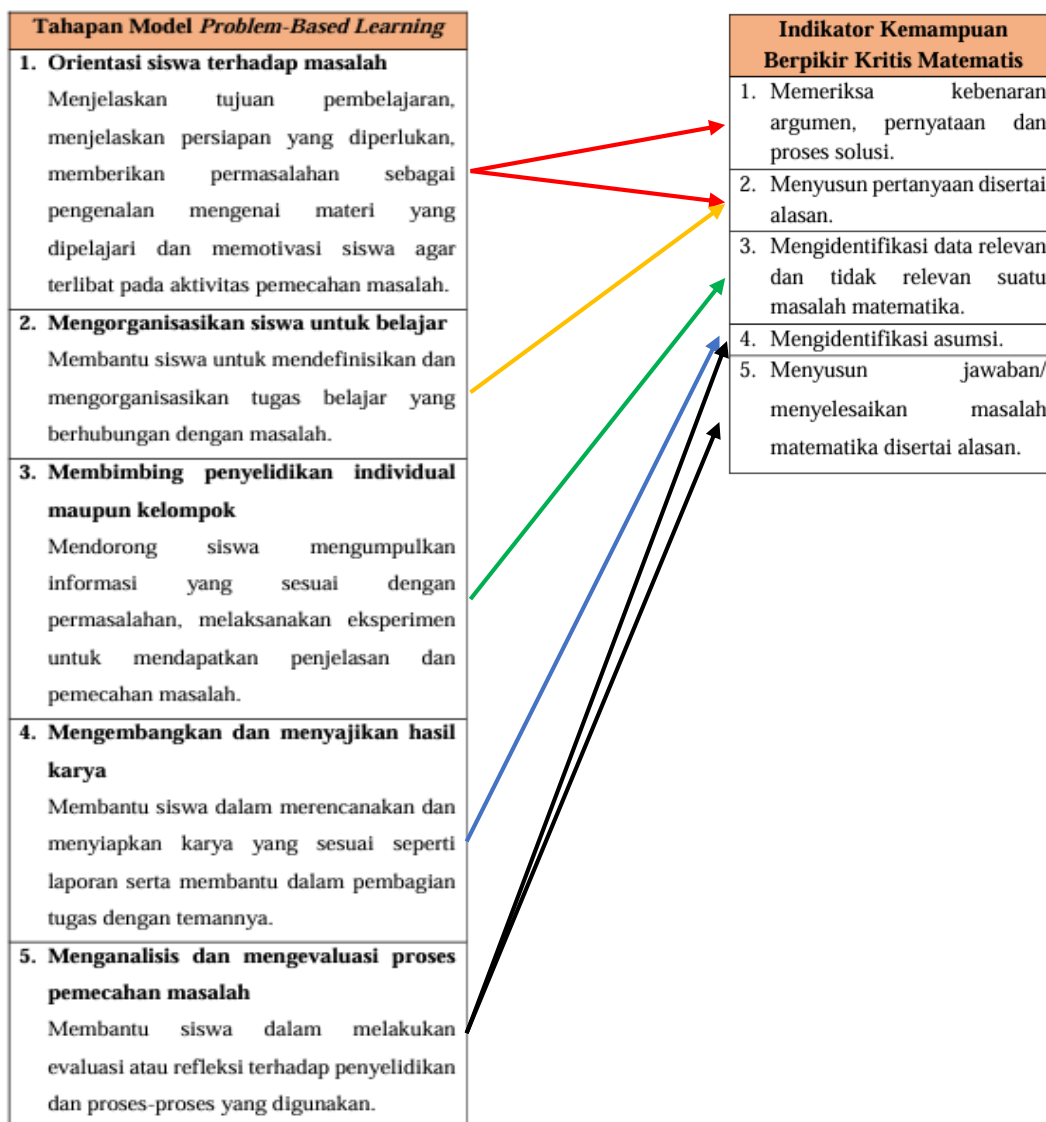 Tahapan Model Problem-Based Learning
1. Orientasi siswa terhadap masalah
Menjelaskan tujuan pembelajaran,
menjelaskan persiapan yang diperlukan,
memberikan permasalahan sebagai
pengenalan mengenai materi yang
dipelajari dan memotivasi siswa agar
terlibat pada aktivitas pemecahan masalah.
2. Mengorganisasikan siswa untuk belajar
Membantu siswa untuk mendefinisikan dan
mengorganisasikan tugas belajar yang
berhubungan dengan masalah.
3. Membimbing penyelidikan individual
maupun kelompok
Mendorong siswa mengumpulkan
informasi yang sesuai dengan
permasalahan, melaksanakan eksperimen
untuk mendapatkan penjelasan dan
pemecahan masalah.
4. Mengembangkan dan menyajikan hasil
karya
Membantu siswa dalam merencanakan dan
menyiapkan karya yang sesuai seperti
laporan serta membantu dalam pembagian
tugas dengan temannya.
5. Menganalisis dan mengevaluasi proses
pemecahan masalah
Membantu siswa dalam melakukan
evaluasi atau refleksi terhadap penyelidikan
dan proses-proses yang digunakan.
Indikator Kemampuan
Berpikir Kritis Matematis
1. Memeriksa kebenaran
argumen, pernyataan dan
proses solusi.
2. Menyusun pertanyaan disertai
alasan.
3. Mengidentifikasi data relevan
dan tidak relevan suatu
masalah matematika.
4. Mengidentifikasi asumsi.
5. Menyusun jawaban/
menyelesaikan masalah
matematika disertai alasan.